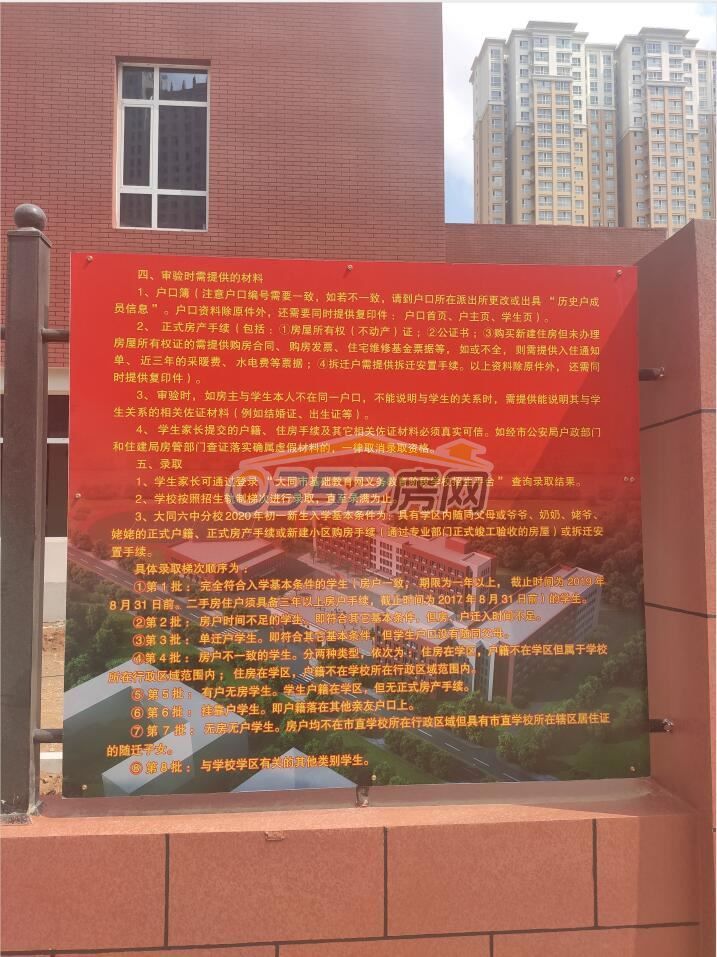 四、审验时需提供的材料
1、户口簿（注意户口编号需要一致，如若不一致，请到户口所在派出所更改或出具“历史户成
员信息”。户口资料除原件外，还需要同时提供复印件：户口首页、户主页、学生页）。
2、 正式房产手续（包括：①房屋所有权（不动产）证；②公证书；③购买新建住房但未办理
房屋所有权证的需提供购房合同、购房发票、住宅维修基金票据等， 如或不全， 则需提供入住通知
单、 近三年的采暖费、 水电费等票据；④拆迁户需提供拆迁安置手续。以上资料除原件外， 还需同
时提供复印件）。
3、 审验时，如房主与学生本人不在同一户口，不能说明与学生的关系时，需提供能说明其与学
生关系的相关佐证材料（例如结婚证、出生证等）。
4、 学生家长提交的户籍、 住房手续及其它相关佐证材料必须真实可信。如经市公安局户政部门
和住建局房管部门查证落实确属虚假材料的，一律取消录取资格。
五、录取
1、学生家长可通过登录“大同市基础教育网义务教育阶段学校招生平台”查询录取结果。
2、学校按照招生机制梯次进行录取，直至录满为止。
3、大同六中分校2020年初一新生入学基本条件为：具有学区内随同父母或爷爷、奶奶、姥爷、
姥姥的正式户籍、正式房产手续或新建小区购房手续（通过专业部门正式竣工验收的房屋）或拆迁安
置手续。
具体录取梯次顺序为：
①第1批： 完全符合入学基本条件的学生（房户一致，期限为一年以上， 截止时间为2019年
8月31日前。二手房住户须具备三年以上房户手续，截止时间为2017年8月31日前）的学生。
②第2批； 房户时间不足的学生。即符合其它基本条件，但房、户迁入时间不足。
③第3批： 单迁户学生。即符合其它基本条件，但学生户口没有随同父母。
④第4批： 房户不一致的学生。分两种类型，依次为：住房在学区，户籍不在学区但属于学校
所在行政区域范围内； 住房在学区，户籍不在学校所在行政区域范围内。
⑤第5批： 有户无房学生。学生户籍在学区，但无正式房产手续。
⑥第6批： 挂靠户学生。即户籍落在其他亲友户口上。
⑦第7批： 无房无户学生。房户均不在市直学校所在行政区域但具有市直学校所在辖区居住证
的随迁子女。
⑧第8批： 与学校学区有关的其他类别学生。
0352房网